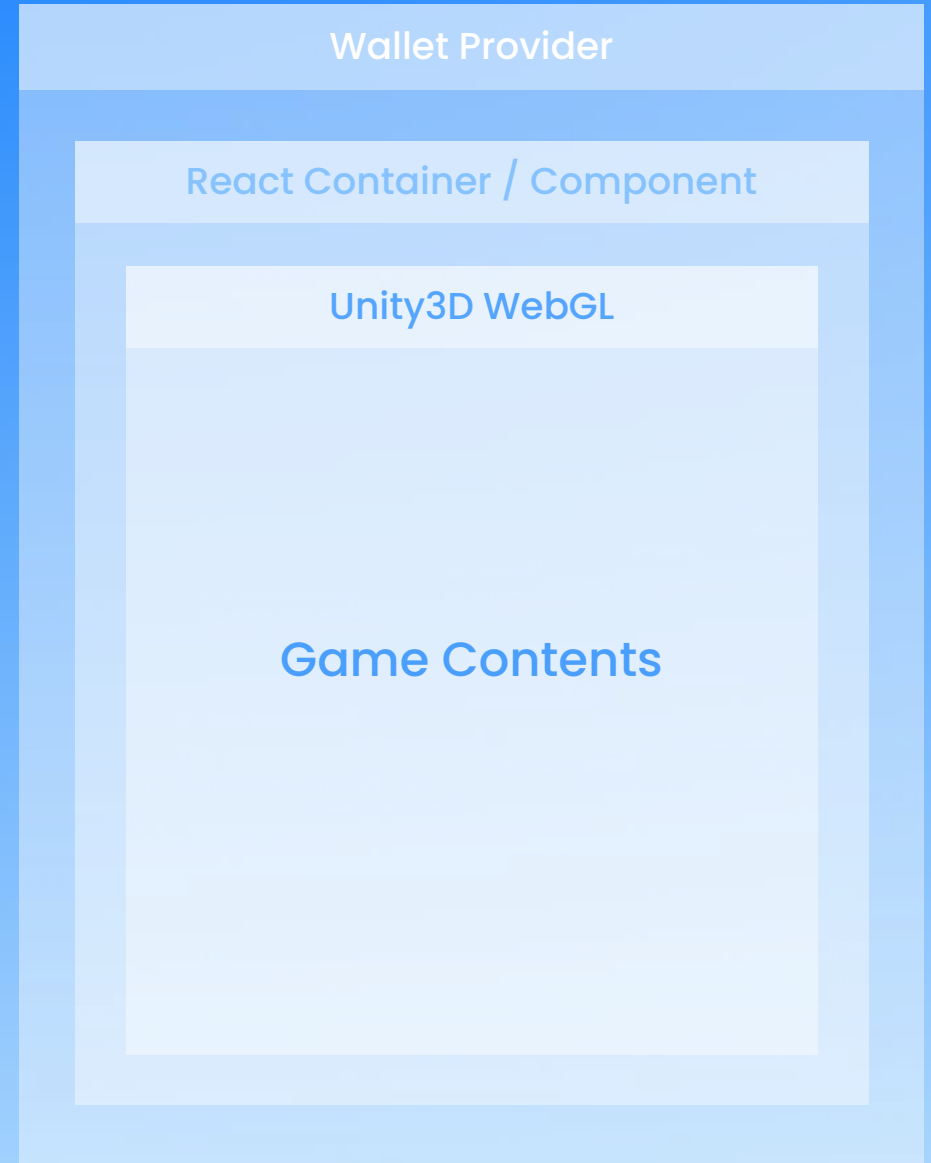 Wallet Provider
React Container / Component
Unity3D WebGL
Game Contents